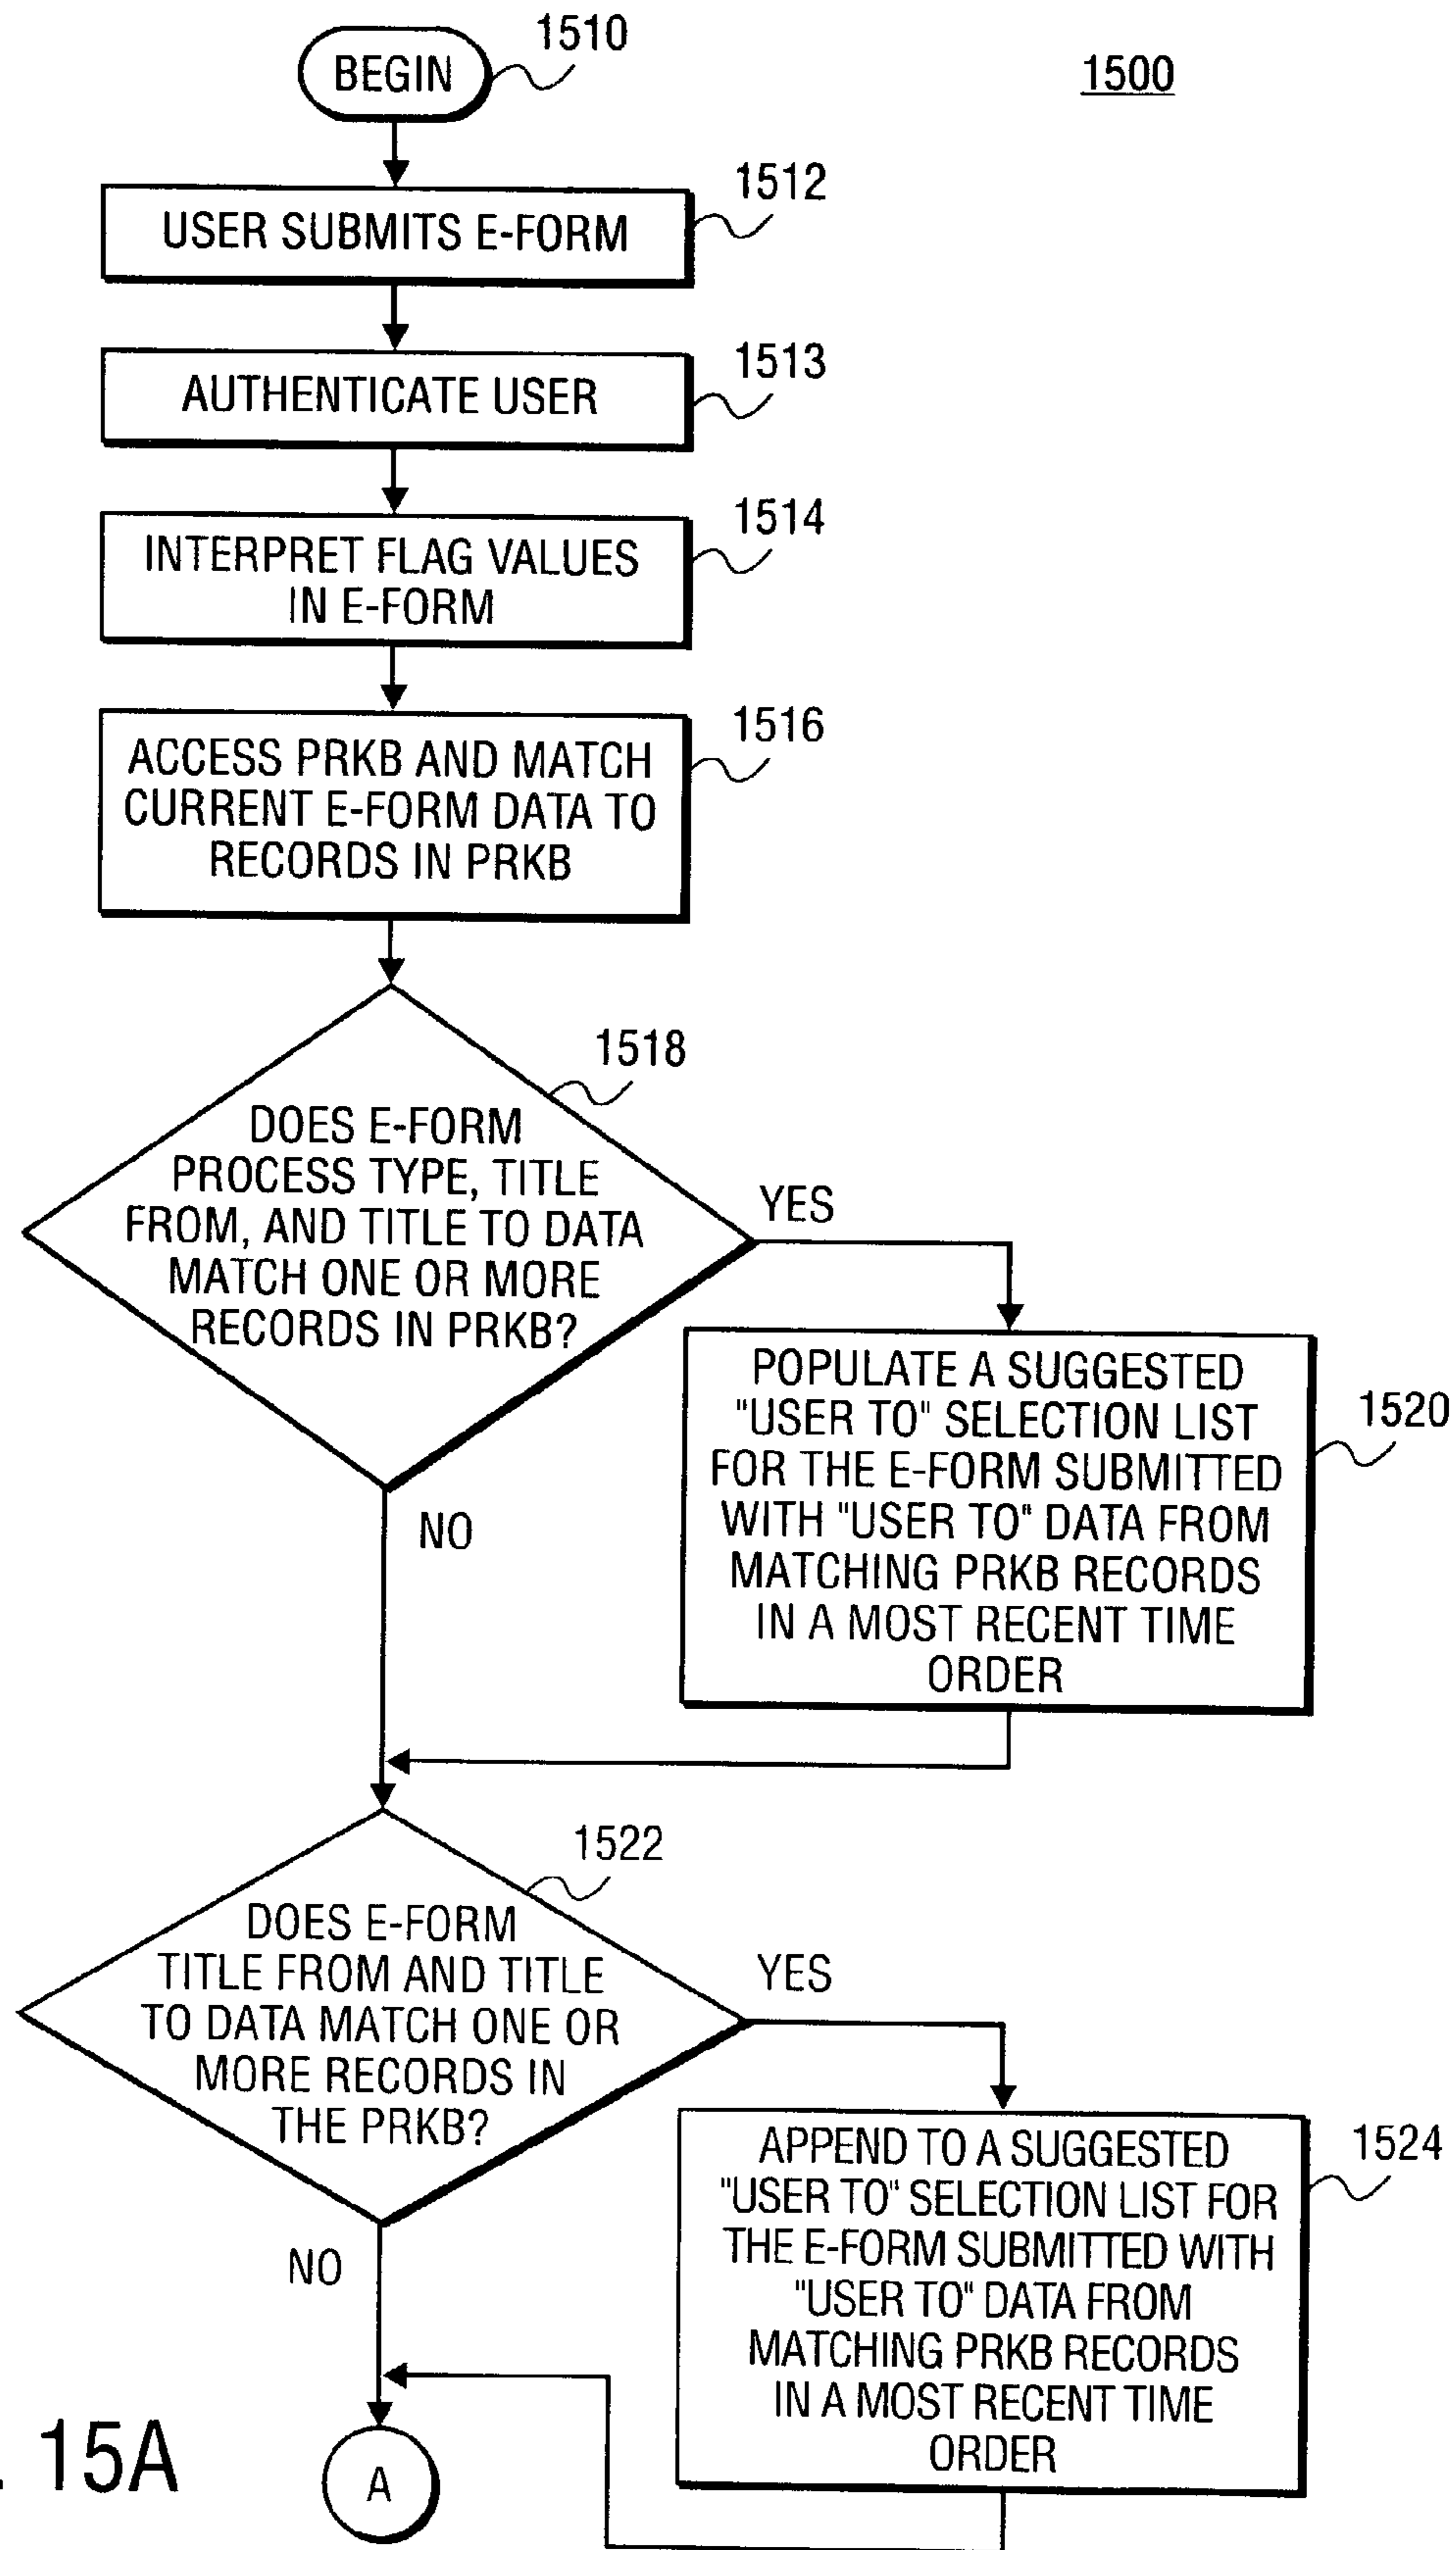 1510
BEGIN
1500
1512
USER SUBMITS E-FORM
1513
AUTHENTICATE USER
1514
INTERPRET FLAG VALUES
IN E-FORM
1516
ACCESS PRKB AND MATCH
CURRENT E-FORM DATA TO
RECORDS IN PRKB
1518
DOES E-FORM
PROCESS TYPE, TITLE
FROM, AND TITLE TO DATA
MATCH ONE OR MORE
RECORDS IN PRKB?
YES
NO
POPULATE A SUGGESTED
"USER TO" SELECTION LIST
FOR THE E-FORM SUBMITTED
WITH "USER TO" DATA FROM
MATCHING PRKB RECORDS
IN A MOST RECENT TIME
ORDER
1520
1522
DOES E-FORM
TITLE FROM AND TITLE
TO DATA MATCH ONE OR
MORE RECORDS IN
THE PRKB?
YES
NO
APPEND TO A SUGGESTED
"USER TO" SELECTION LIST FOR
THE E-FORM SUBMITTED WITH
"USER TO" DATA FROM
MATCHING PRKB RECORDS
IN A MOST RECENT TIME
ORDER
1524
A
. 15A